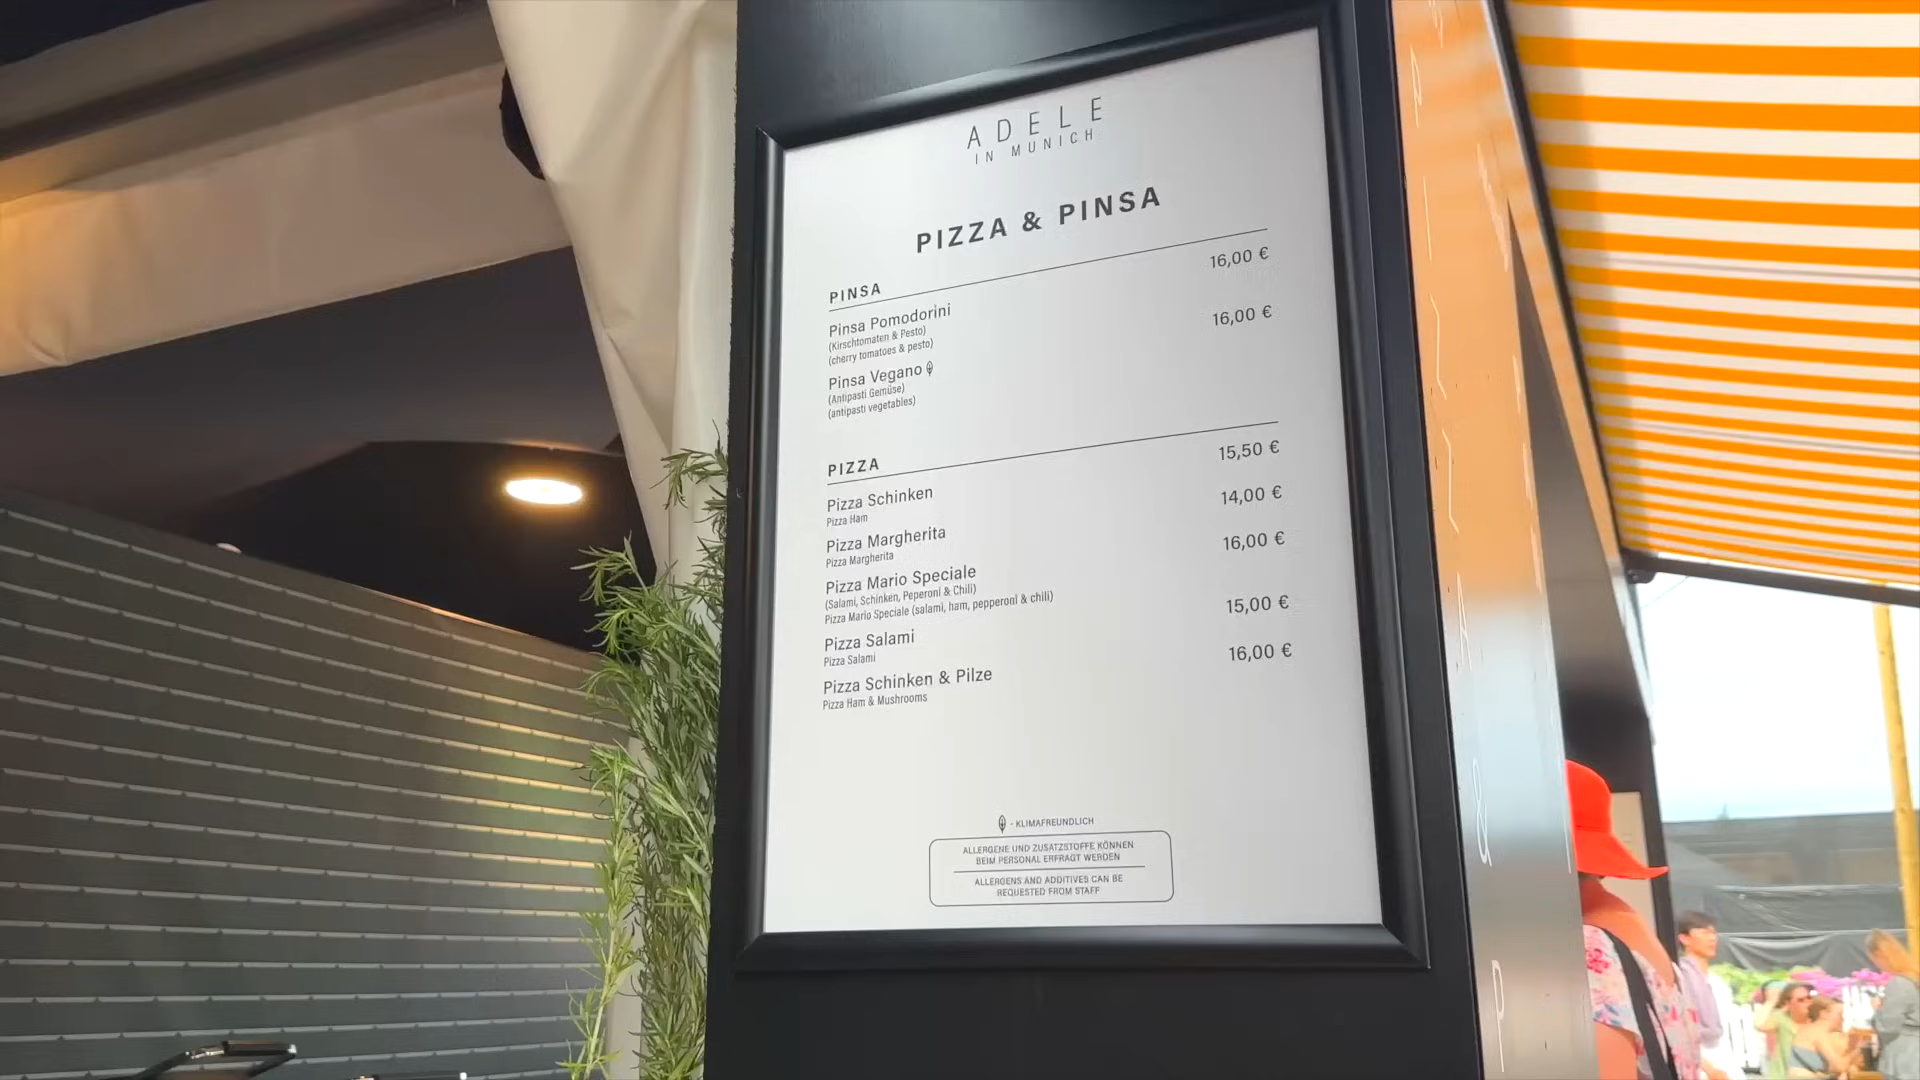 ADELE
IN MUNICH
PIZZA & PINSA
PINSA
Pinsa Pomodorini 16,00 €
(Kirschtomaten & Pesto)
(cherry tomatoes & pesto)
Pinsa Vegano 16,00 €
(Antipasti Gemüse)
(antipasti vegetables)
PIZZA
Pizza Schinken 15,50 €
Pizza Ham
Pizza Margherita 14,00 €
Pizza Margherita
Pizza Mario Speciale 16,00 €
(Salami, Schinken, Peperoni & Chili)
Pizza Mario Speciale (salami, ham, pepperoni & chili)
Pizza Salami 15,00 €
Pizza Salami
Pizza Schinken & Pilze 16,00 €
Pizza Ham & Mushrooms
- KLIMAFREUNDLICH
ALLERGENE UND ZUSATZSTOFFE KÖNNEN
BEIM PERSONAL ERFRAGT WERDEN
ALLERGENS AND ADDITIVES CAN BE
REQUESTED FROM STAFF